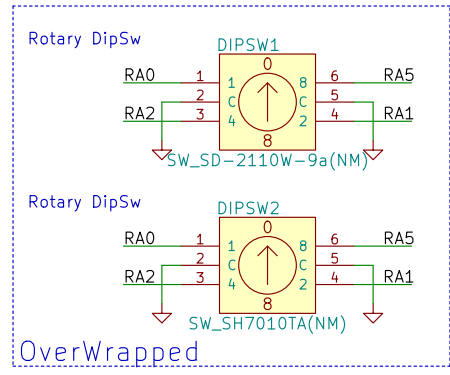 Rotary DipSw
DIPSW1
0
RA0 1 1 8 6 RA5
2 C C 5
RA2 3 4 2 4 RA1
8
SW_SD-2110W-9a(NM)
Rotary DipSw
DIPSW2
0
RA0 1 1 8 6 RA5
2 C C 5
RA2 3 4 2 4 RA1
8
SW_SH7010TA(NM)
OverWrapped